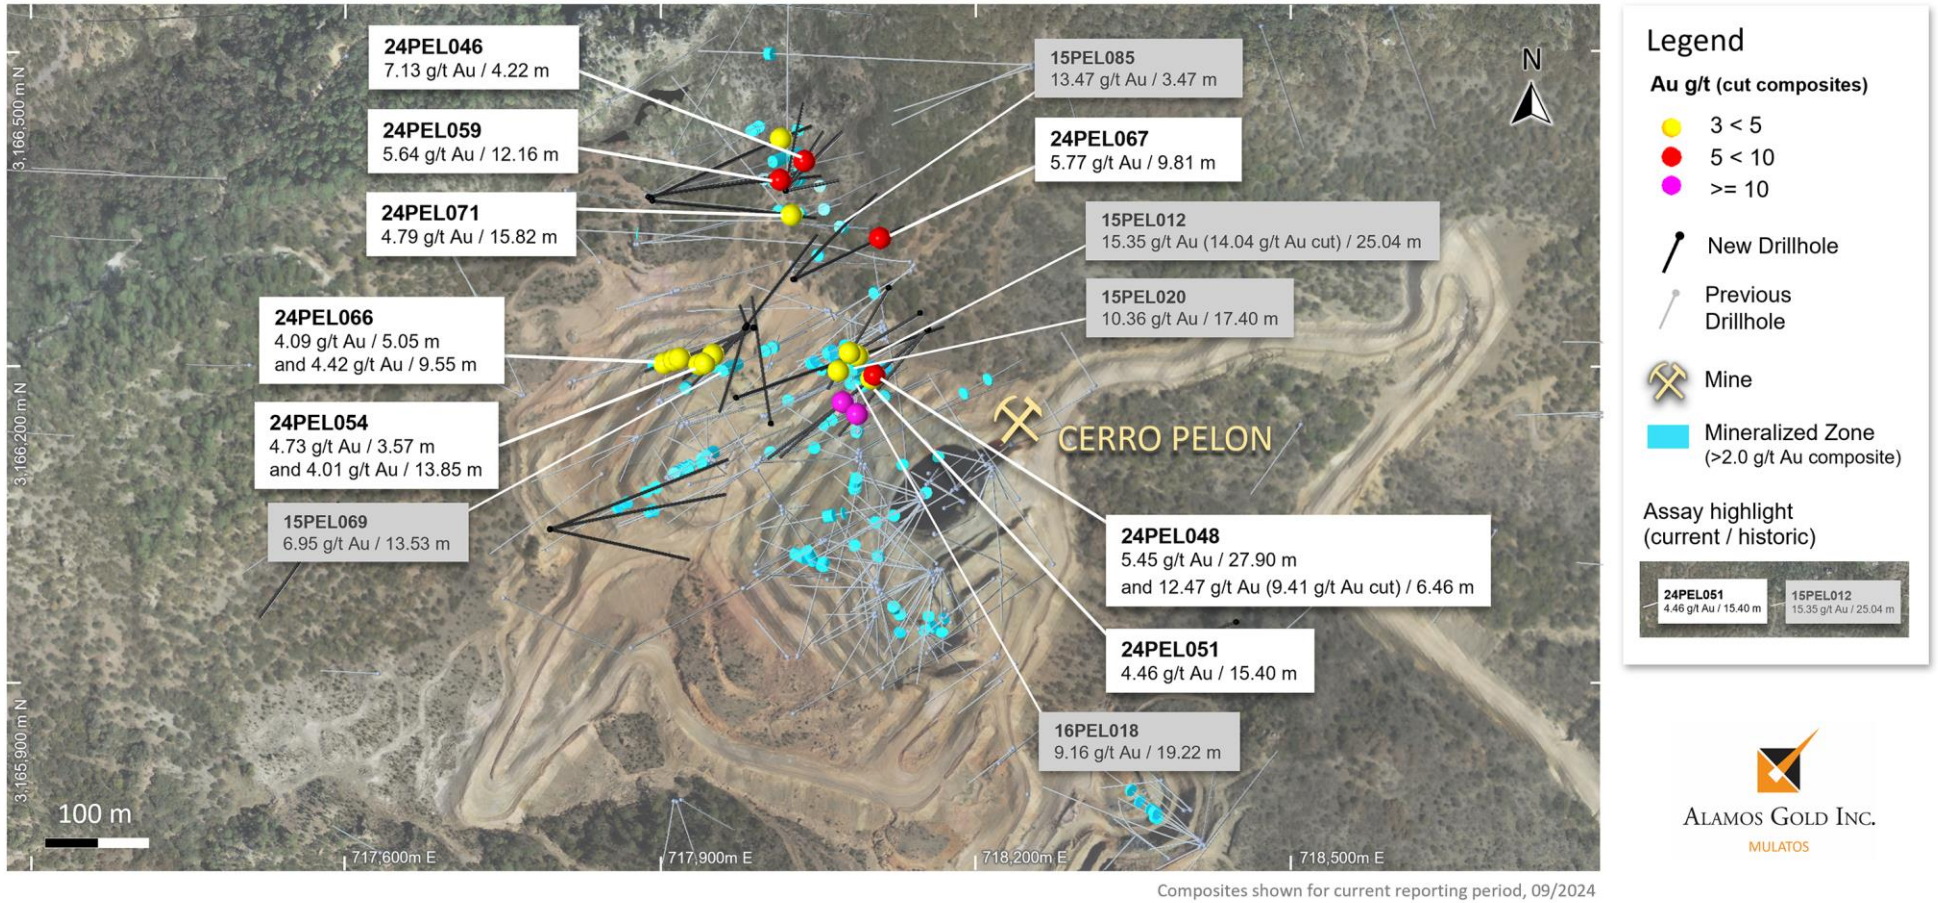 24PEL046
7.13 g/t Au / 4.22 m
15PEL085
13.47 g/t Au / 3.47 m
24PEL059
5.64 g/t Au / 12.16 m
24PEL067
5.77 g/t Au / 9.81 m
24PEL071
4.79 g/t Au / 15.82 m
15PEL012
15.35 g/t Au (14.04 g/t Au cut) / 25.04 m
15PEL020
10.36 g/t Au / 17.40 m
24PEL066
4.09 g/t Au / 5.05 m
and 4.42 g/t Au / 9.55 m
24PEL054
4.73 g/t Au / 3.57 m
and 4.01 g/t Au / 13.85 m
15PEL069
6.95 g/t Au / 13.53 m
CERRO PELON
24PEL048
5.45 g/t Au / 27.90 m
and 12.47 g/t Au (9.41 g/t Au cut) / 6.46 m
24PEL051
4.46 g/t Au / 15.40 m
16PEL018
9.16 g/t Au / 19.22 m
N
3,166,500 m N
3,166,200 m N
3,165,900 m N
100 m
717,600m E
717,900m E
718,200m E
718,500m E
Legend
Au g/t (cut composites)
3 < 5
5 < 10
>= 10
New Drillhole
Previous
Drillhole
Mine
Mineralized Zone
(>2.0 g/t Au composite)
Assay highlight
(current / historic)
24PEL051
4.46 g/t Au / 15.40 m
15PEL012
15.35 g/t Au / 25.04 m
ALAMOS GOLD INC.
MULATOS
Composites shown for current reporting period, 09/2024